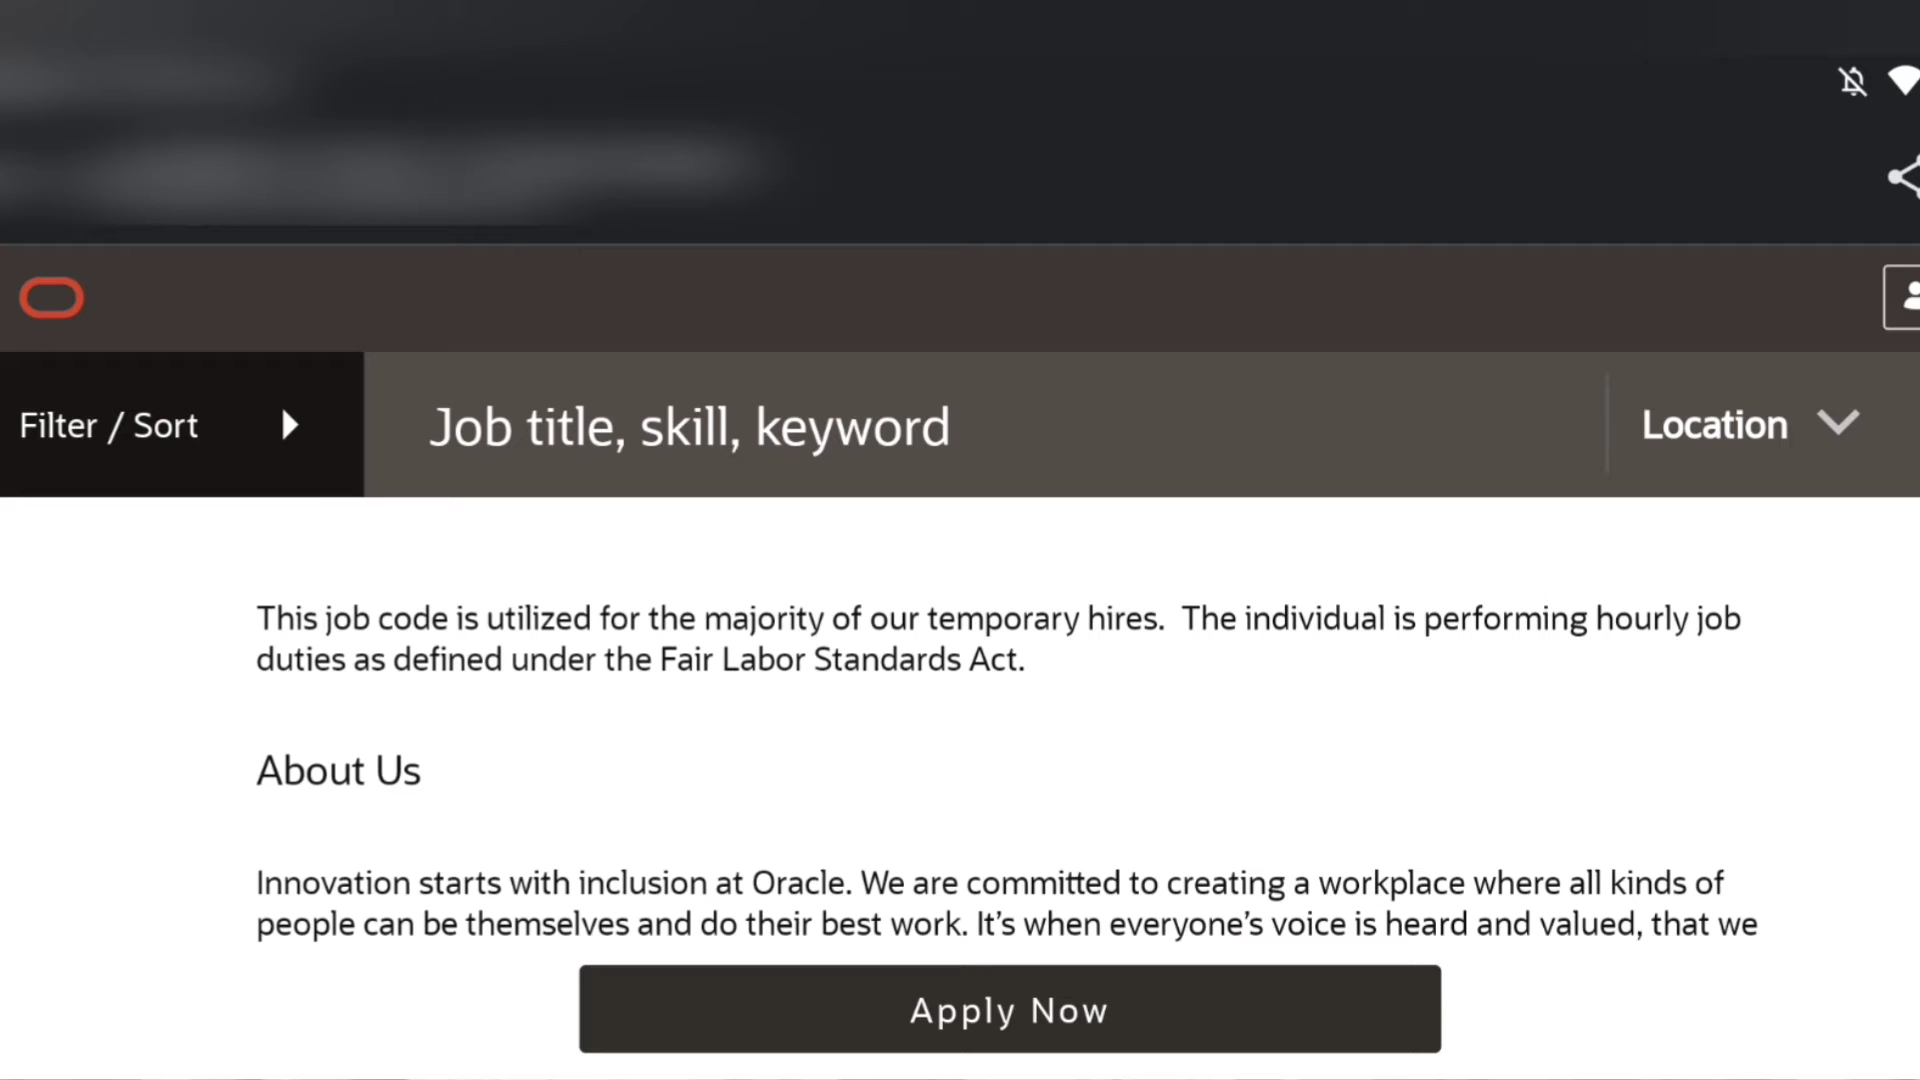 Filter / Sort
Job title, skill, keyword
Location
This job code is utilized for the majority of our temporary hires.  The individual is performing hourly job
duties as defined under the Fair Labor Standards Act.
About Us
Innovation starts with inclusion at Oracle. We are committed to creating a workplace where all kinds of
people can be themselves and do their best work. It’s when everyone’s voice is heard and valued, that we
Apply Now